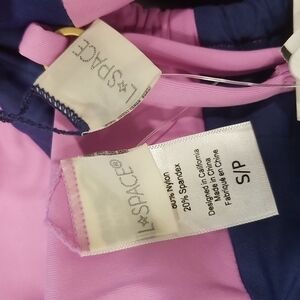 L★SPACE
L★SPACE®
80% Nylon
20% Spandex
Designed in California
Made in China
Fabriqué en Chine
S/P